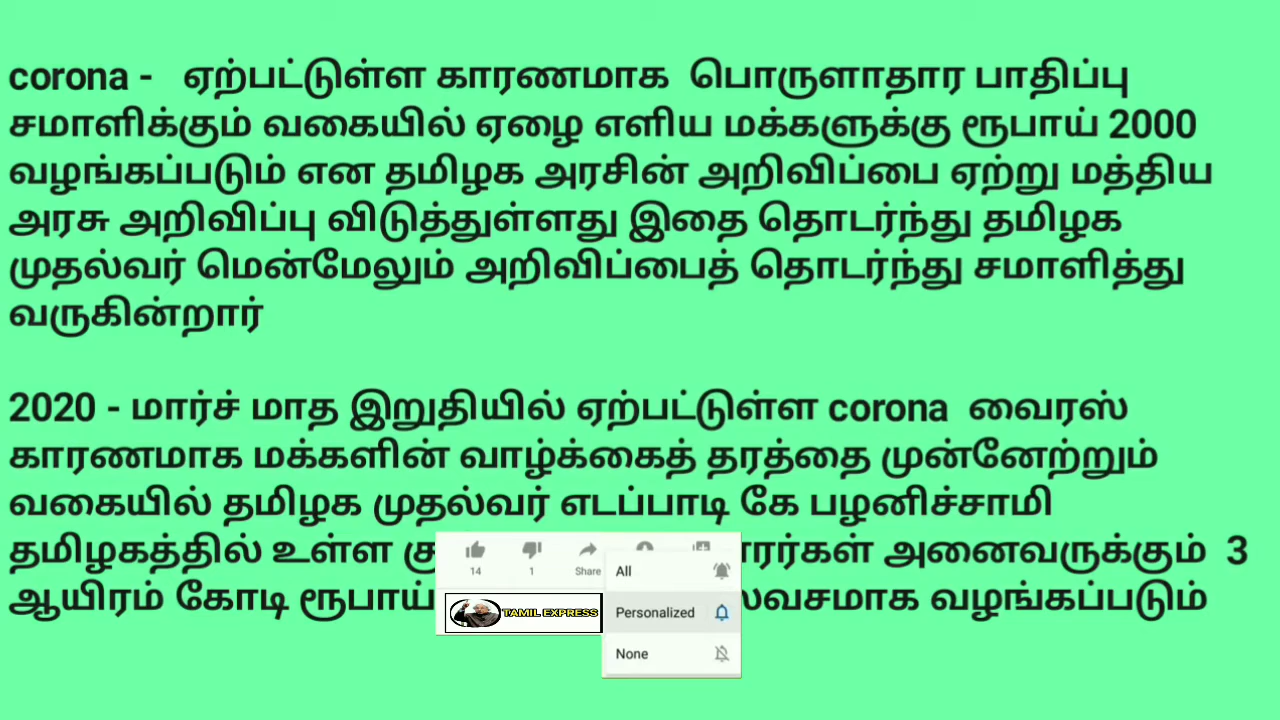 corona - ஏற்பட்டுள்ள காரணமாக பொருளாதார பாதிப்பு
சமாளிக்கும் வகையில் ஏழை எளிய மக்களுக்கு ரூபாய் 2000
வழங்கப்படும் என தமிழக அரசின் அறிவிப்பை ஏற்று மத்திய
அரசு அறிவிப்பு விடுத்துள்ளது இதை தொடர்ந்து தமிழக
முதல்வர் மென்மேலும் அறிவிப்பைத் தொடர்ந்து சமாளித்து
வருகின்றார்
2020 - மார்ச் மாத இறுதியில் ஏற்பட்டுள்ள corona வைரஸ்
காரணமாக மக்களின் வாழ்க்கைத் தரத்தை முன்னேற்றும்
வகையில் தமிழக முதல்வர் எடப்பாடி கே பழனிச்சாமி
தமிழகத்தில் உள்ள அனைவருக்கும் 3
ஆயிரம் கோடி ரூபாய் வழங்கப்படும்
14 1 Share
All
TAMIL EXPRESS
Personalized
None